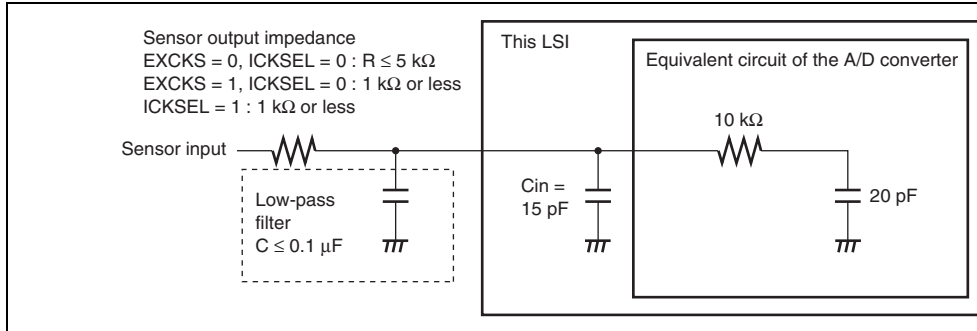 Sensor output impedance
EXCKS = 0, ICKSEL = 0 : R ≤ 5 kΩ
EXCKS = 1, ICKSEL = 0 : 1 kΩ or less
ICKSEL = 1 : 1 kΩ or less
Sensor input
Low-pass
filter
C ≤ 0.1 μF
This LSI
Cin =
15 pF
Equivalent circuit of the A/D converter
10 kΩ
20 pF